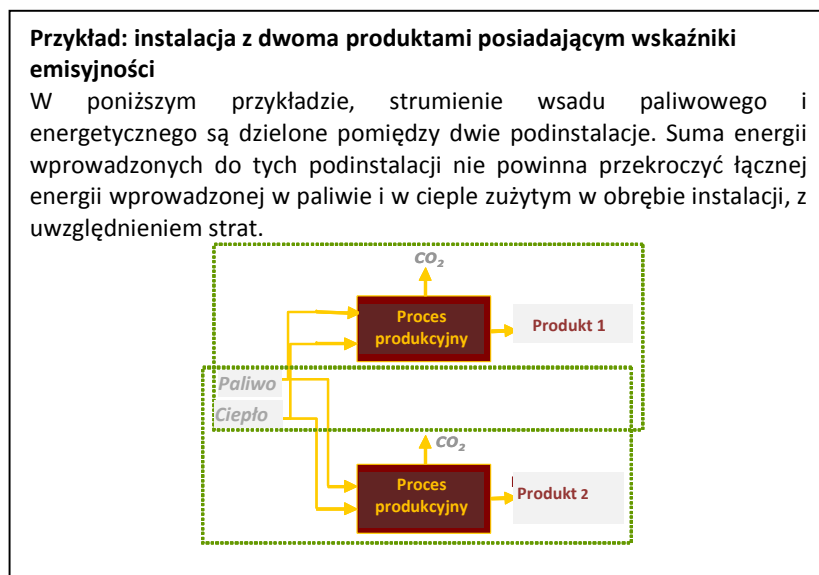 Przykład: instalacja z dwoma produktami posiadającym wskaźniki
emisyjności
W poniższym przykładzie, strumienie wsadu paliwowego i
energetycznego są dzielone pomiędzy dwie podinstalacje. Suma energii
wprowadzonych do tych podinstalacji nie powinna przekroczyć łącznej
energii wprowadzonej w paliwie i w cieple zużytym w obrębie instalacji, z
uwzględnieniem strat.
CO₂
Proces
produkcyjny
Produkt 1
Paliwo
Ciepło
CO₂
Proces
produkcyjny
Produkt 2